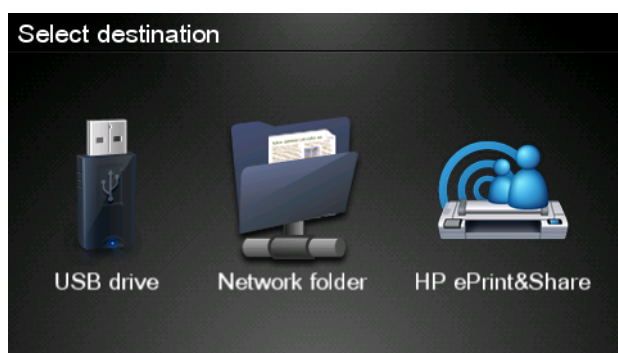 Select destination
USB drive
Network folder
HP ePrint&Share